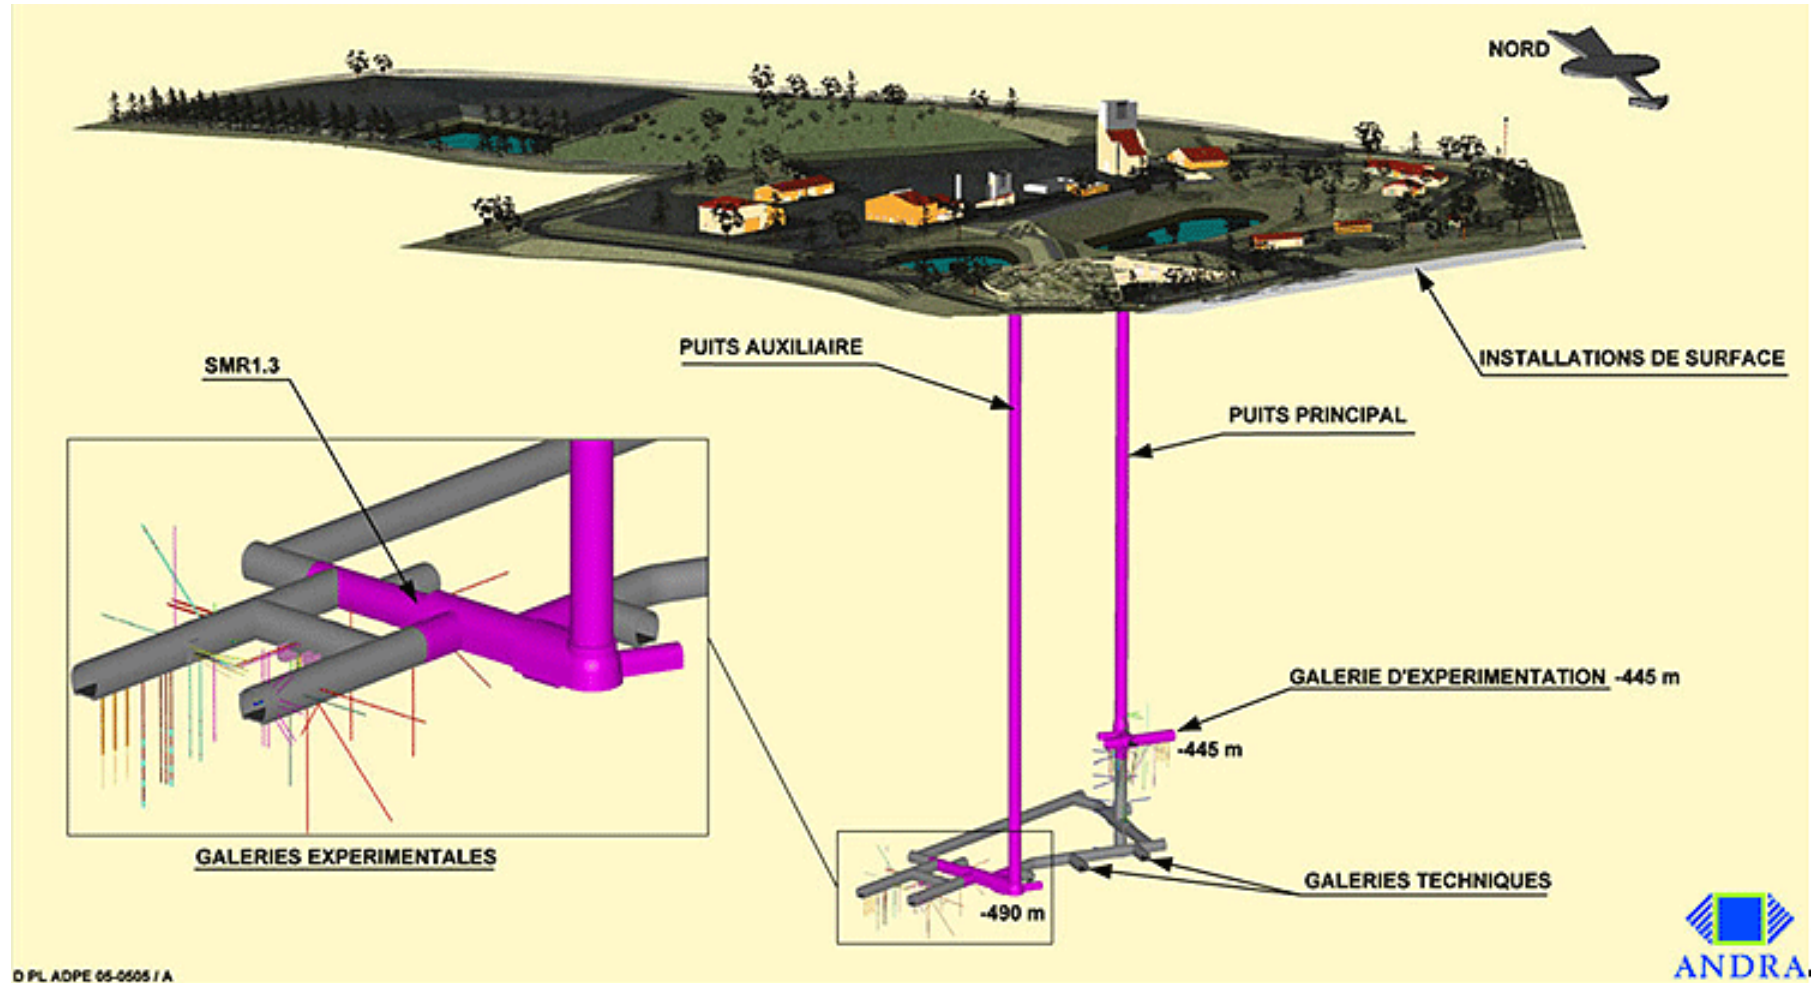 NORD
PUITS AUXILIAIRE
INSTALLATIONS DE SURFACE
SMR1.3
PUITS PRINCIPAL
GALERIE D'EXPERIMENTATION -445 m
-445 m
GALERIES EXPERIMENTALES
GALERIES TECHNIQUES
-490 m
ANDRA
D PL ADPE 05-0505 / A